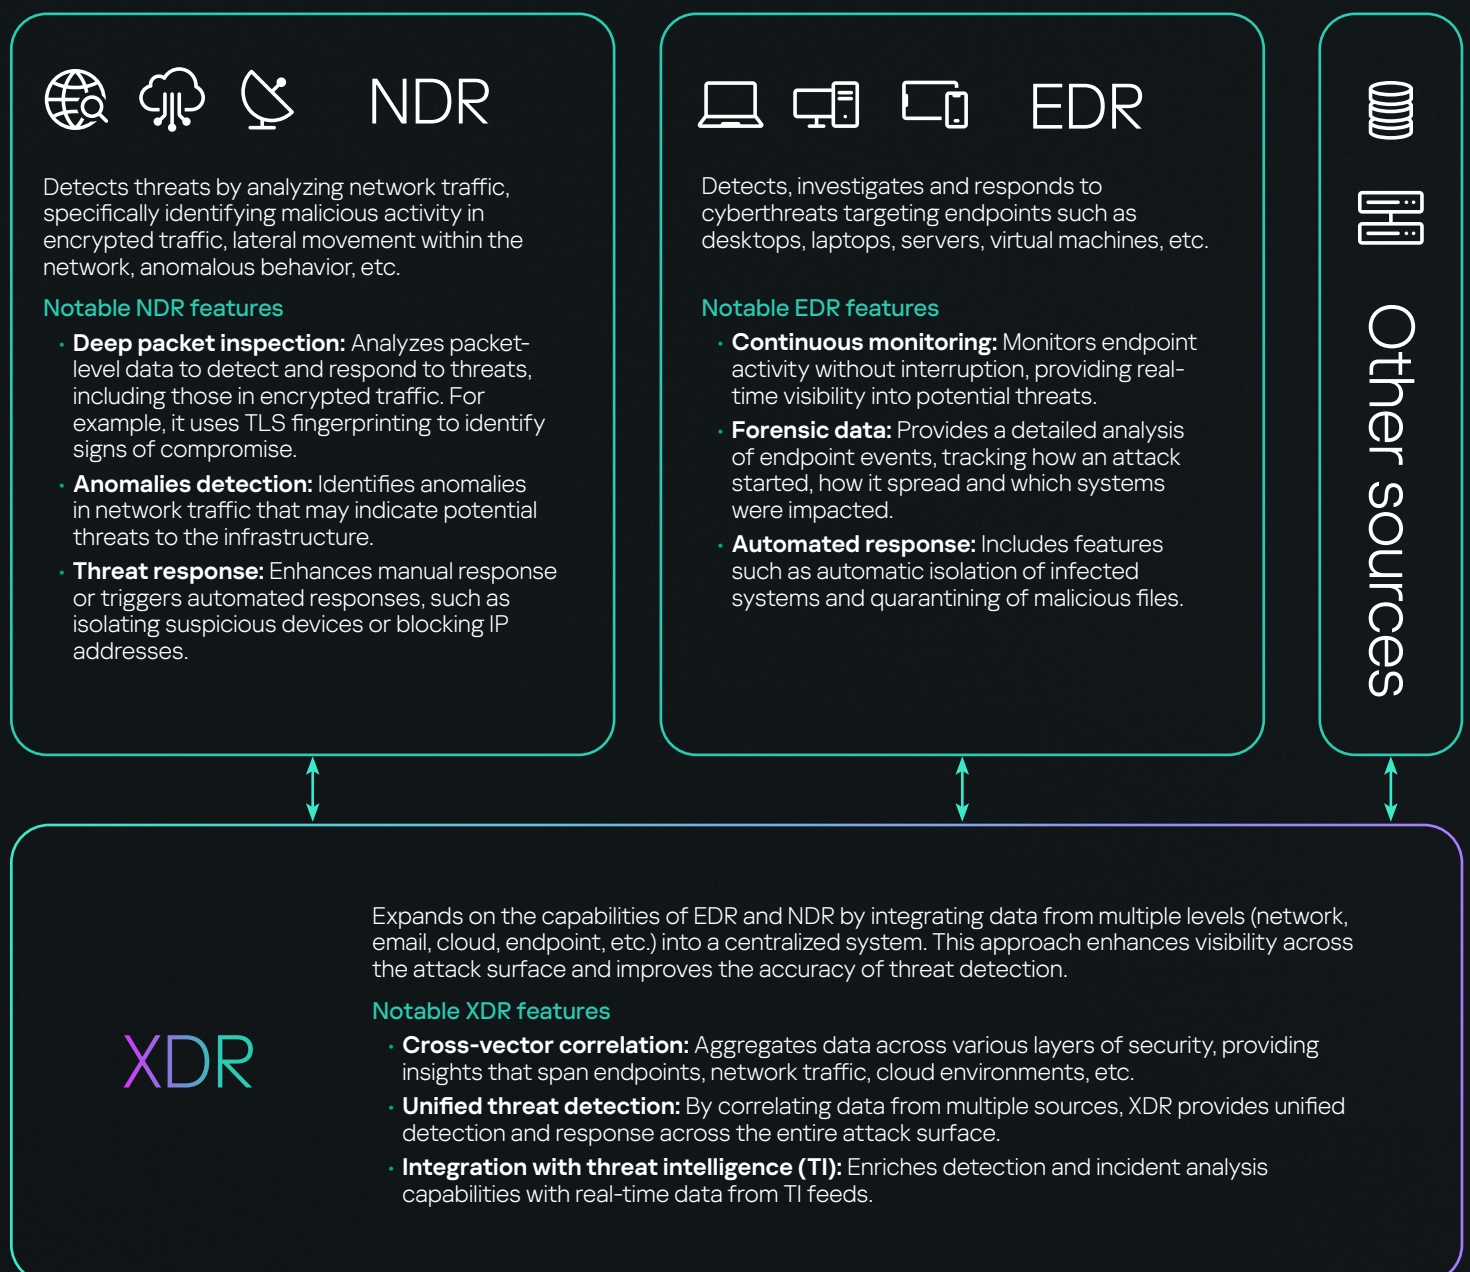 NDR
Detects threats by analyzing network traffic,
specifically identifying malicious activity in
encrypted traffic, lateral movement within the
network, anomalous behavior, etc.
Notable NDR features
• Deep packet inspection: Analyzes packet-
level data to detect and respond to threats,
including those in encrypted traffic. For
example, it uses TLS fingerprinting to identify
signs of compromise.
• Anomalies detection: Identifies anomalies
in network traffic that may indicate potential
threats to the infrastructure.
• Threat response: Enhances manual response
or triggers automated responses, such as
isolating suspicious devices or blocking IP
addresses.
EDR
Detects, investigates and responds to
cyberthreats targeting endpoints such as
desktops, laptops, servers, virtual machines, etc.
Notable EDR features
• Continuous monitoring: Monitors endpoint
activity without interruption, providing real-
time visibility into potential threats.
• Forensic data: Provides a detailed analysis
of endpoint events, tracking how an attack
started, how it spread and which systems
were impacted.
• Automated response: Includes features
such as automatic isolation of infected
systems and quarantining of malicious files.
Other sources
XDR
Expands on the capabilities of EDR and NDR by integrating data from multiple levels (network,
email, cloud, endpoint, etc.) into a centralized system. This approach enhances visibility across
the attack surface and improves the accuracy of threat detection.
Notable XDR features
• Cross-vector correlation: Aggregates data across various layers of security, providing
insights that span endpoints, network traffic, cloud environments, etc.
• Unified threat detection: By correlating data from multiple sources, XDR provides unified
detection and response across the entire attack surface.
• Integration with threat intelligence (TI): Enriches detection and incident analysis
capabilities with real-time data from TI feeds.